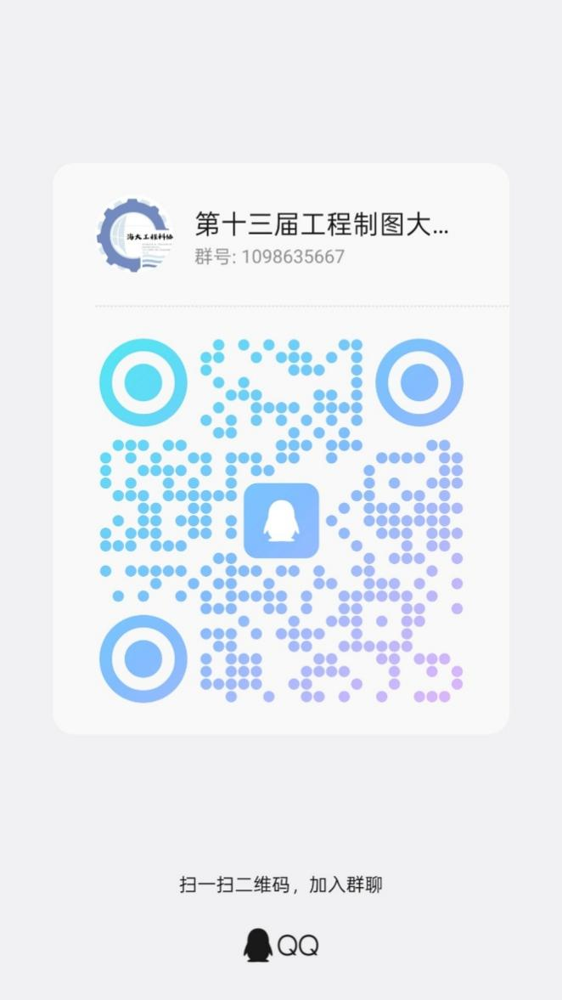 海大工程科协
第十三届工程制图大...
群号: 1098635667
扫一扫二维码，加入群聊
QQ